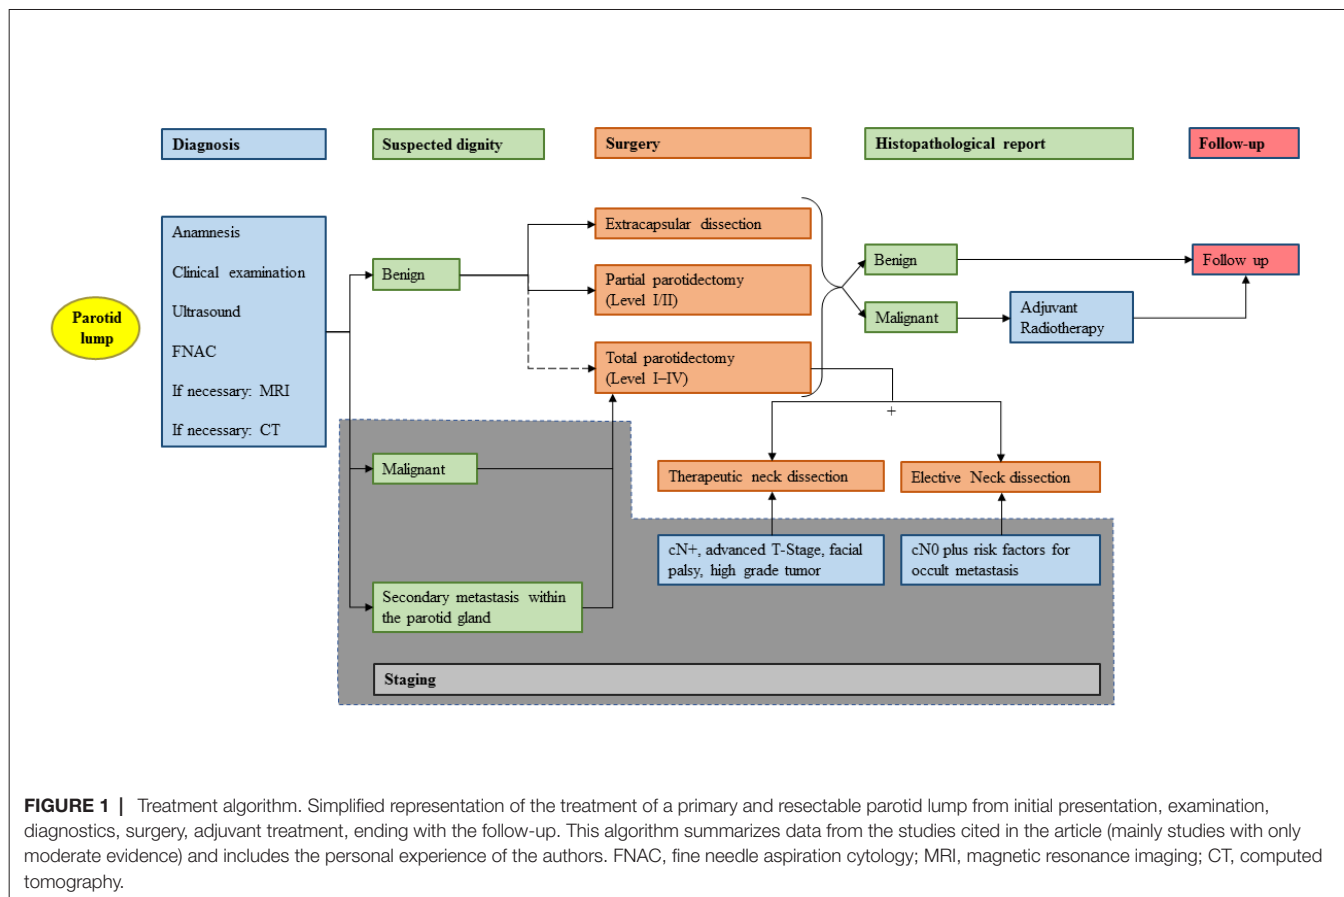 Diagnosis
Suspected dignity
Surgery
Histopathological report
Follow-up
Parotid
lump
Anamnesis
Clinical examination
Ultrasound
FNAC
If necessary: MRI
If necessary: CT
Benign
Malignant
Secondary metastasis within
the parotid gland
Extracapsular dissection
Partial parotidectomy
(Level I/II)
Total parotidectomy
(Level I–IV)
+
Therapeutic neck dissection
Elective Neck dissection
cN+, advanced T-Stage, facial
palsy, high grade tumor
cN0 plus risk factors for
occult metastasis
Benign
Malignant
Adjuvant
Radiotherapy
Follow up
Staging
FIGURE 1 | Treatment algorithm. Simplified representation of the treatment of a primary and resectable parotid lump from initial presentation, examination,
diagnostics, surgery, adjuvant treatment, ending with the follow-up. This algorithm summarizes data from the studies cited in the article (mainly studies with only
moderate evidence) and includes the personal experience of the authors. FNAC, fine needle aspiration cytology; MRI, magnetic resonance imaging; CT, computed
tomography.